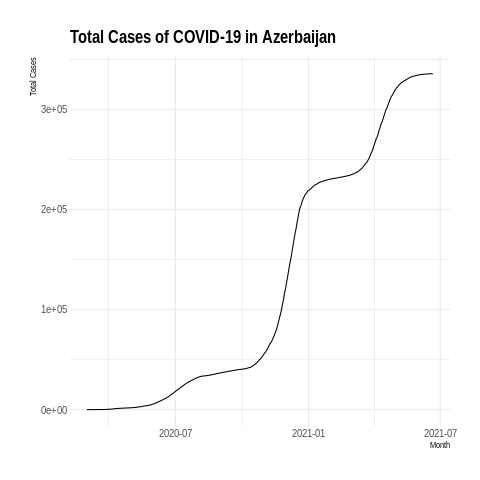 Total Cases of COVID-19 in Azerbaijan
Total Cases
3e+05
2e+05
1e+05
0e+00
2020-07
2021-01
2021-07
Month